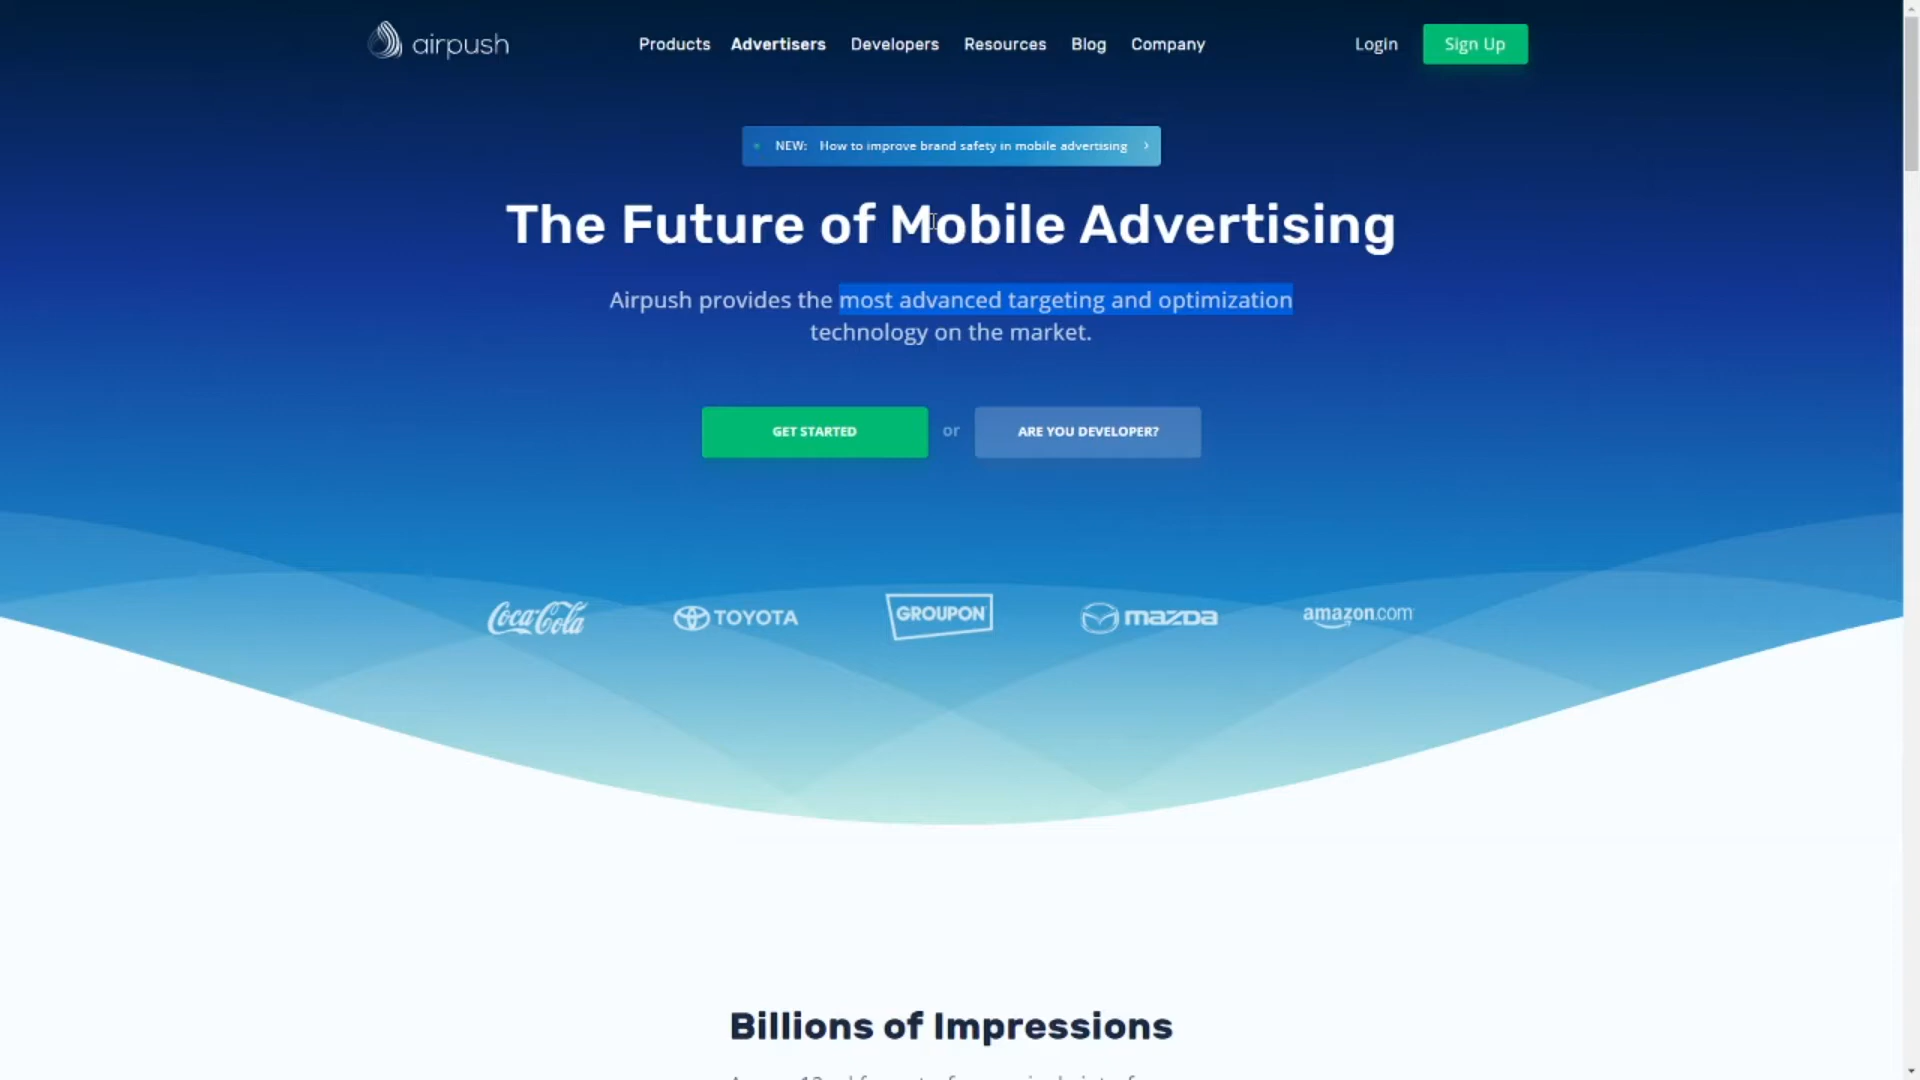 airpush
Products Advertisers Developers Resources Blog Company
Login Sign Up
NEW: How to improve brand safety in mobile advertising
The Future of Mobile Advertising
Airpush provides the most advanced targeting and optimization
technology on the market.
GET STARTED or ARE YOU DEVELOPER?
Coca-Cola TOYOTA GROUPON mazda amazon.com
Billions of Impressions